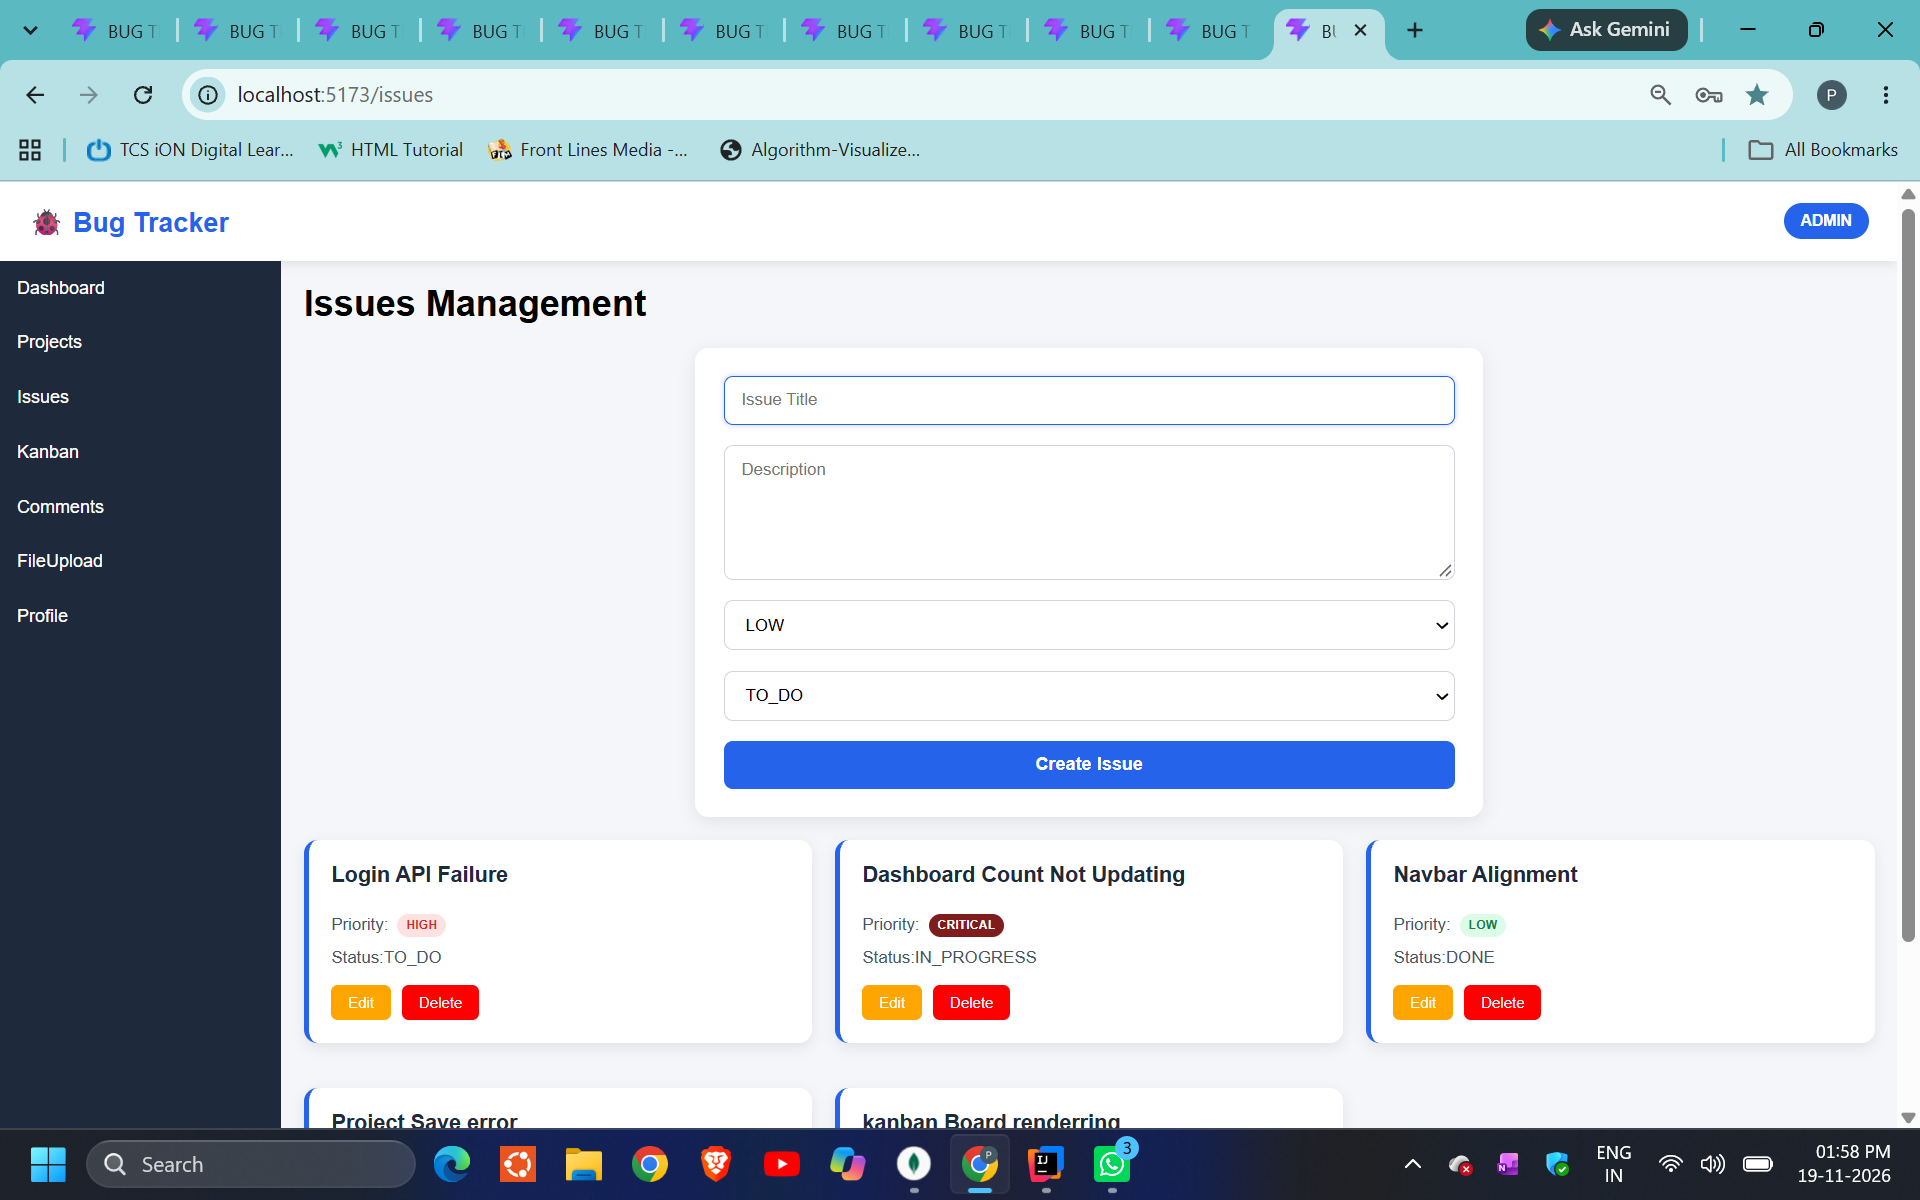 BUG T
BUG T
BUG T
BUG T
BUG T
BUG T
BUG T
BUG T
BUG T
BUG T
BU
Ask Gemini
localhost:5173/issues
P
TCS iON Digital Lear...
HTML Tutorial
Front Lines Media -...
Algorithm-Visualize...
All Bookmarks
Bug Tracker
ADMIN
Dashboard
Projects
Issues
Kanban
Comments
FileUpload
Profile
Issues Management
Issue Title
Description
LOW
TO_DO
Create Issue
Login API Failure
Priority: HIGH
Status:TO_DO
Edit Delete
Dashboard Count Not Updating
Priority: CRITICAL
Status:IN_PROGRESS
Edit Delete
Navbar Alignment
Priority: LOW
Status:DONE
Edit Delete
Project Save error
kanban Board renderring
Search
P
IJ
3
N
ENG
IN
01:58 PM
19-11-2026